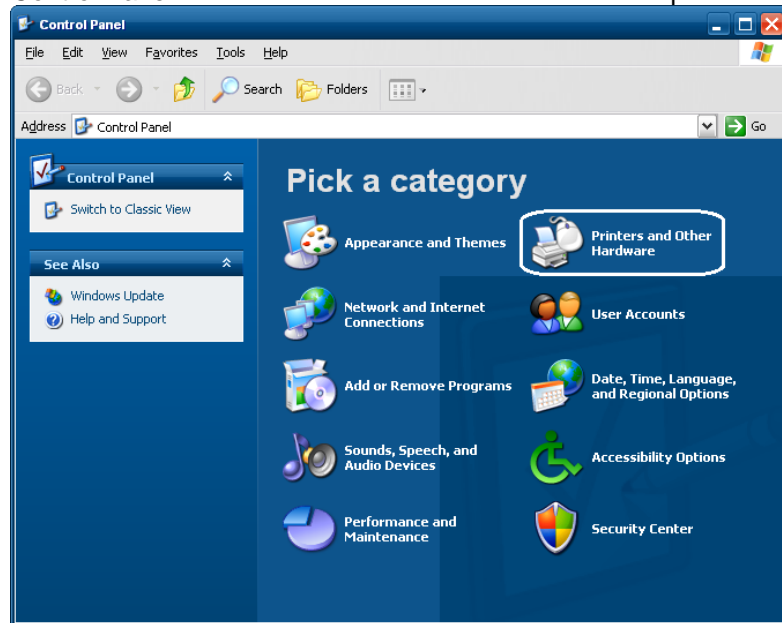 Control Panel
File Edit View Favorites Tools Help
Back Search Folders
Address Control Panel Go
Control Panel
Switch to Classic View
See Also
Windows Update
Help and Support
Pick a category
Appearance and Themes
Printers and Other
Hardware
Network and Internet
Connections
User Accounts
Add or Remove Programs
Date, Time, Language,
and Regional Options
Sounds, Speech, and
Audio Devices
Accessibility Options
Performance and
Maintenance
Security Center